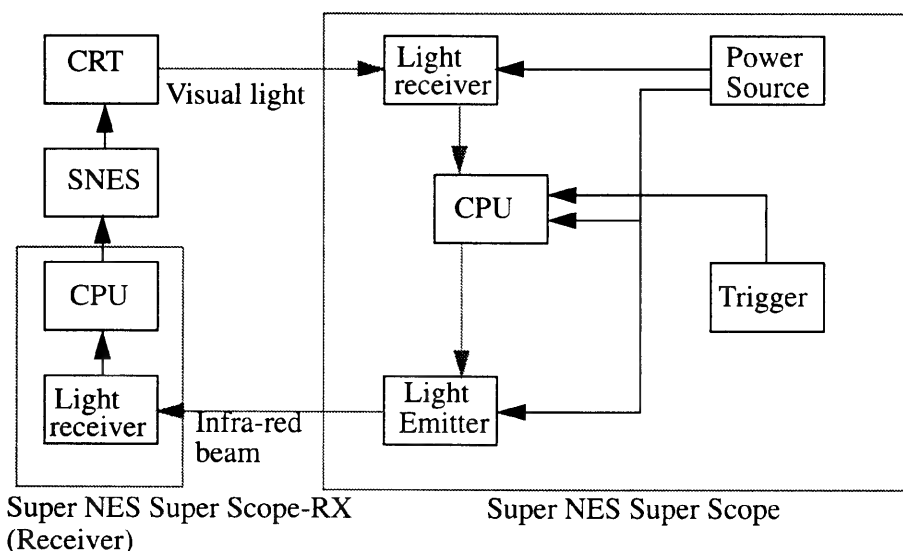 CRT
Visual light
Light
receiver
Power
Source
SNES
CPU
CPU
Trigger
Light
receiver
Infra-red
beam
Light
Emitter
Super NES Super Scope-RX
(Receiver)
Super NES Super Scope